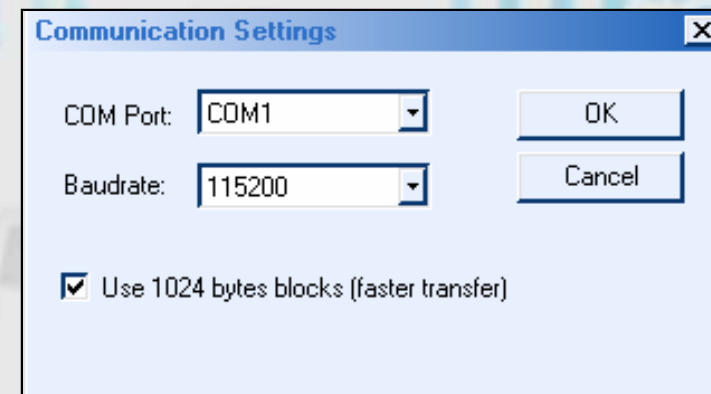 Communication Settings
COM Port: COM1 OK
Baudrate: 115200 Cancel
Use 1024 bytes blocks (faster transfer)